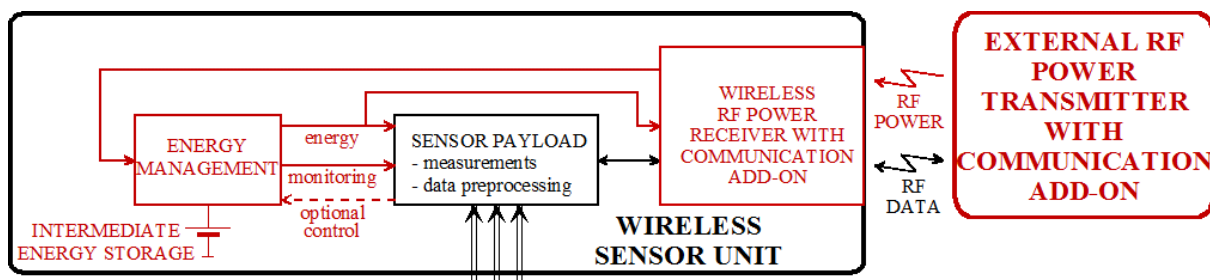 ENERGY
MANAGEMENT
INTERMEDIATE
ENERGY STORAGE
energy
monitoring
optional
control
SENSOR PAYLOAD
- measurements
- data preprocessing
WIRELESS
RF POWER
RECEIVER WITH
COMMUNICATION
ADD-ON
WIRELESS
SENSOR UNIT
RF
POWER
RF
DATA
EXTERNAL RF
POWER
TRANSMITTER
WITH
COMMUNICATION
ADD-ON